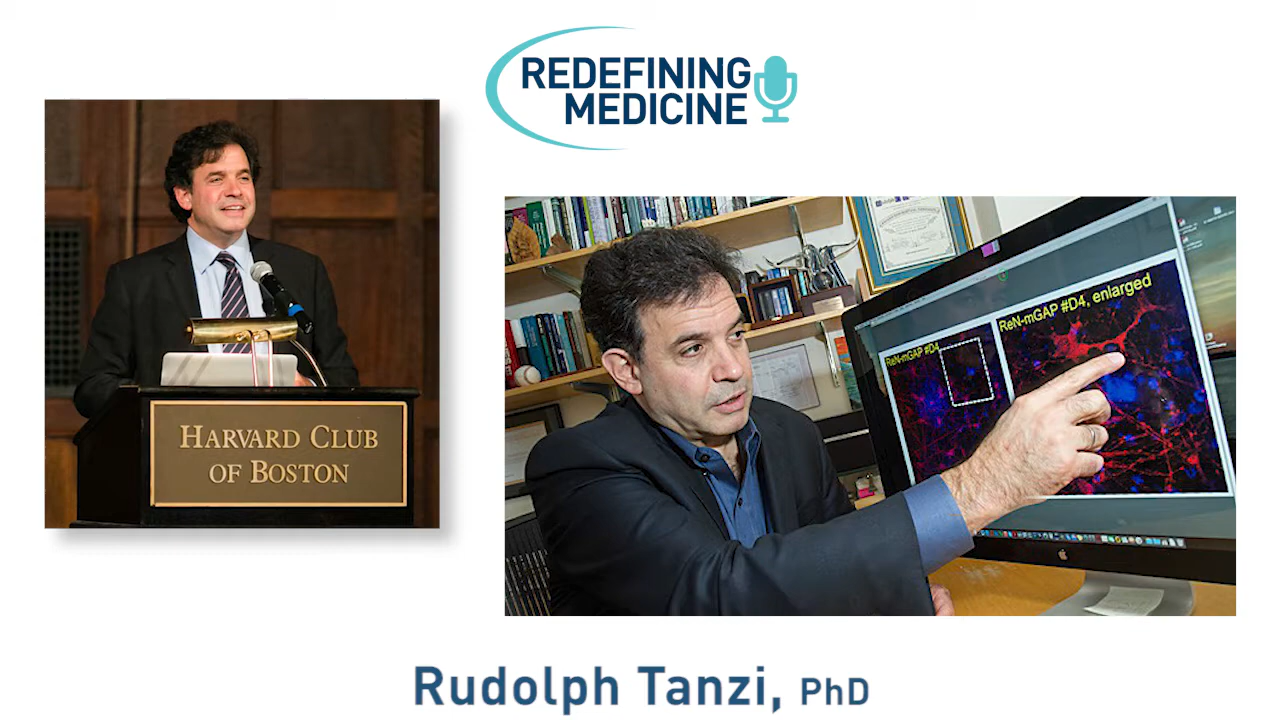 REDEFINING
MEDICINE
HARVARD CLUB
OF BOSTON
ReN-mGAP #D4
ReN-mGAP #D4, enlarged
Rudolph Tanzi, PhD